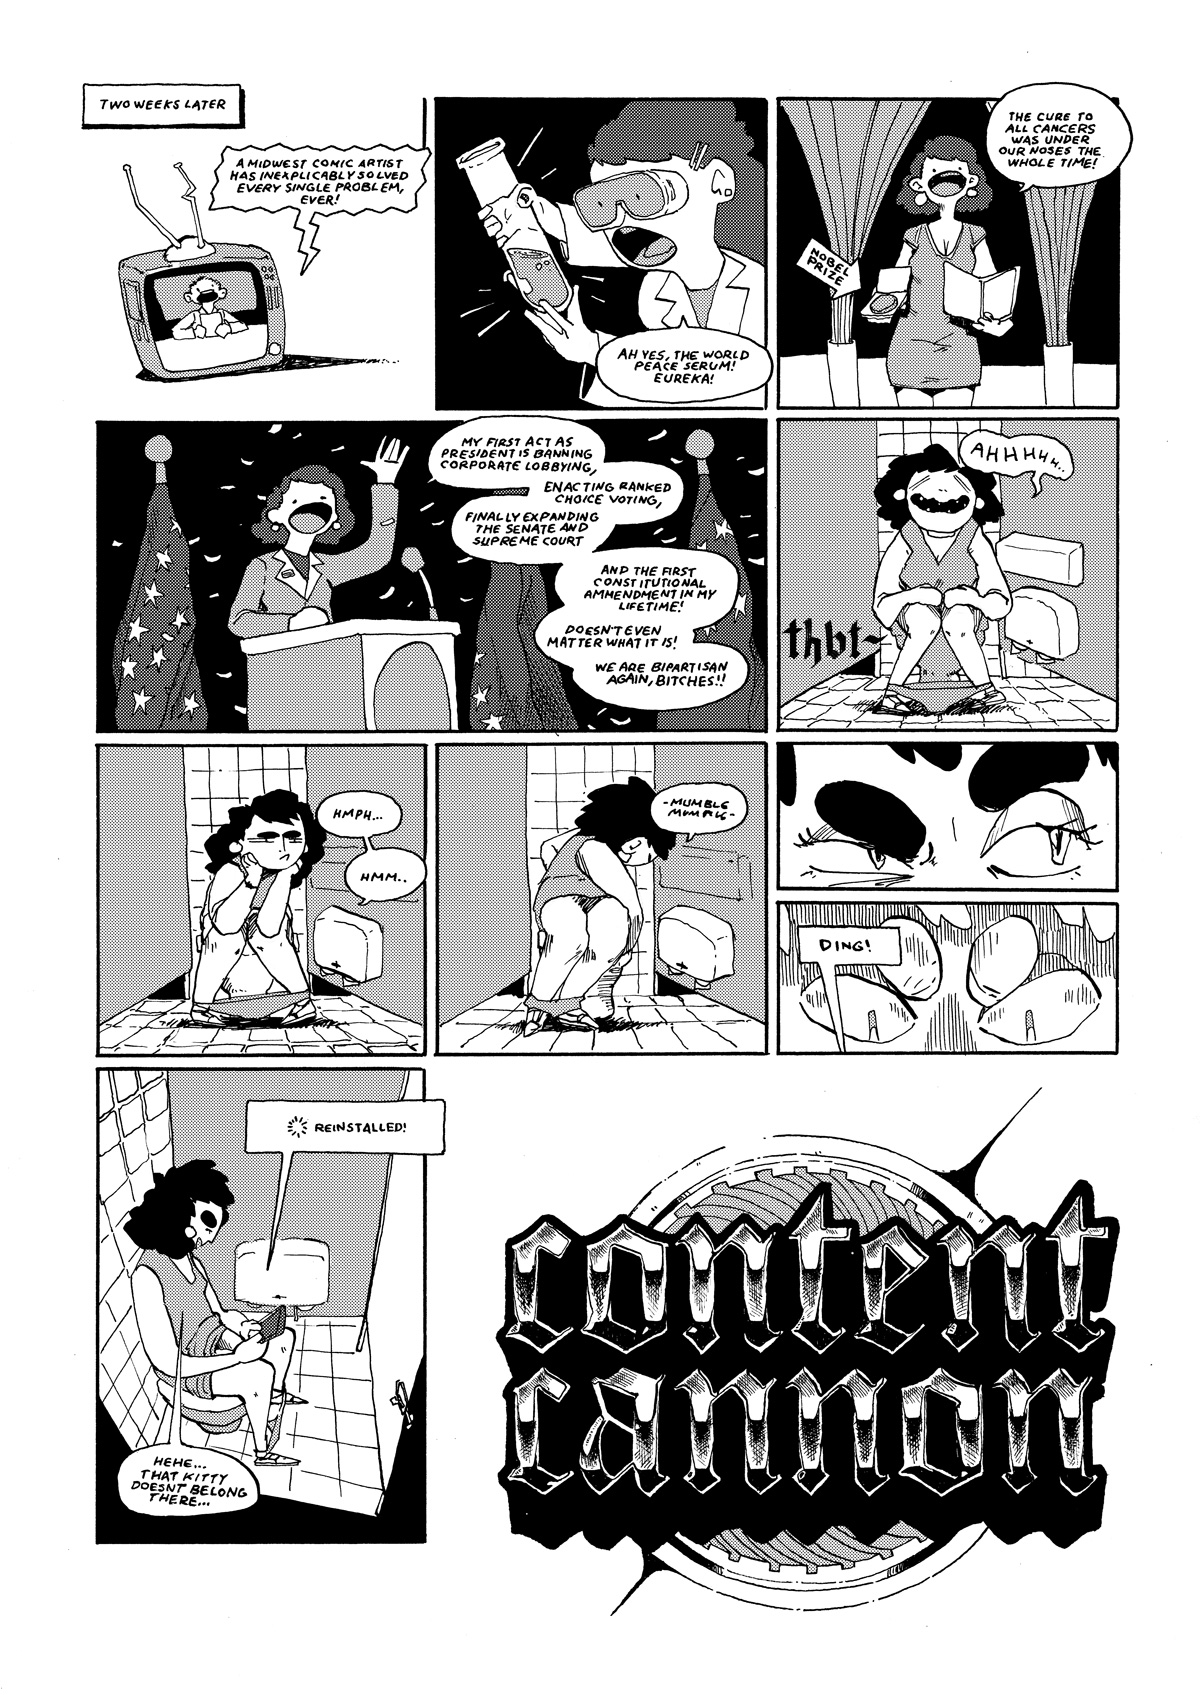 TWO WEEKS LATER
A MIDWEST COMIC ARTIST
HAS INEXPLICABLY SOLVED
EVERY SINGLE PROBLEM,
EVER!
AH YES, THE WORLD
PEACE SERUM!
EUREKA!
THE CURE TO
ALL CANCERS
WAS UNDER
OUR NOSES THE
WHOLE TIME!
NOBEL
PRIZE
MY FIRST ACT AS
PRESIDENT IS BANNING
CORPORATE LOBBYING,
ENACTING RANKED
CHOICE VOTING,
FINALLY EXPANDING
THE SENATE AND
SUPREME COURT
AND THE FIRST
CONSTITUTIONAL
AMMENDMENT IN MY
LIFETIME!
DOESN'T EVEN
MATTER WHAT IT IS!
WE ARE BIPARTISAN
AGAIN, BITCHES!!
AHHHHH..
thbt~
HMPH...
HMM..
-MUMBLE
MUMBLE-
DING!
REINSTALLED!
HEHE...
THAT KITTY
DOESNT BELONG
THERE...
content
cannon